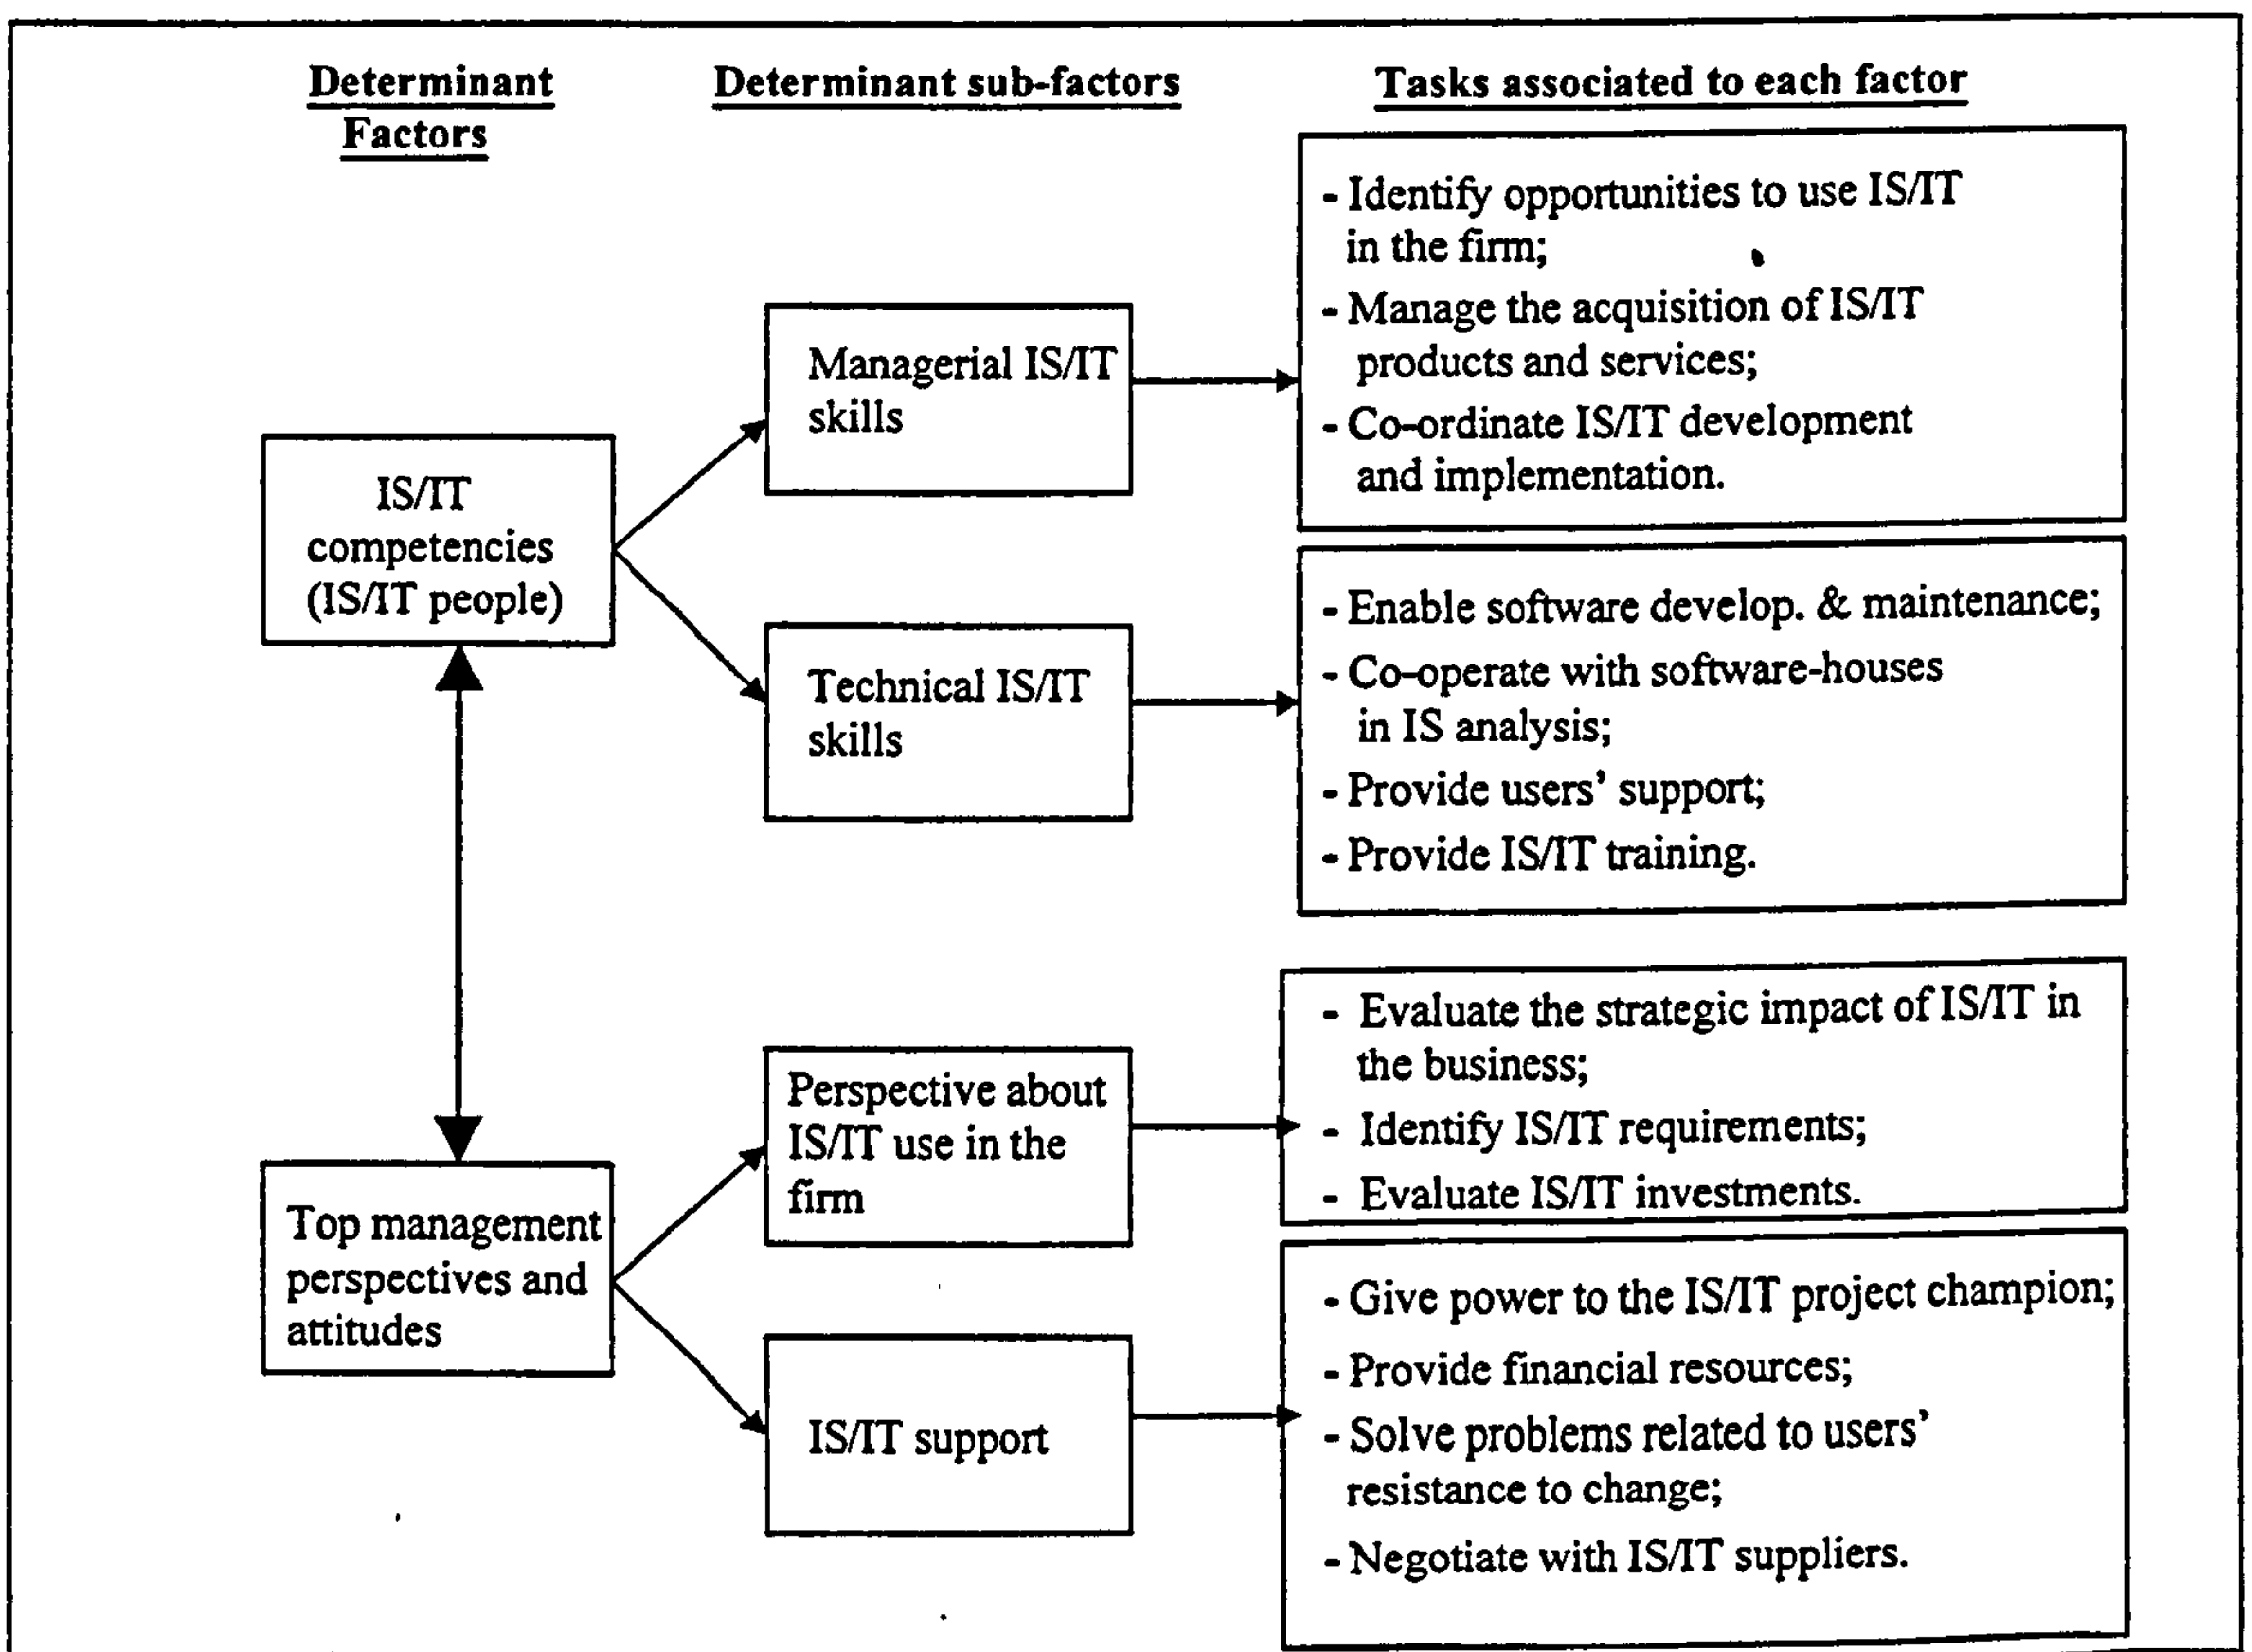 Determinant
Factors
Determinant sub-factors
Tasks associated to each factor
IS/IT
competencies
(IS/IT people)
Managerial IS/IT
skills
- Identify opportunities to use IS/IT
in the firm;
- Manage the acquisition of IS/IT
products and services;
- Co-ordinate IS/IT development
and implementation.
Technical IS/IT
skills
- Enable software develop. & maintenance;
- Co-operate with software-houses
in IS analysis;
- Provide users' support;
- Provide IS/IT training.
Top management
perspectives and
attitudes
Perspective about
IS/IT use in the
firm
- Evaluate the strategic impact of IS/IT in
the business;
- Identify IS/IT requirements;
- Evaluate IS/IT investments.
IS/IT support
- Give power to the IS/IT project champion;
- Provide financial resources;
- Solve problems related to users'
resistance to change;
- Negotiate with IS/IT suppliers.